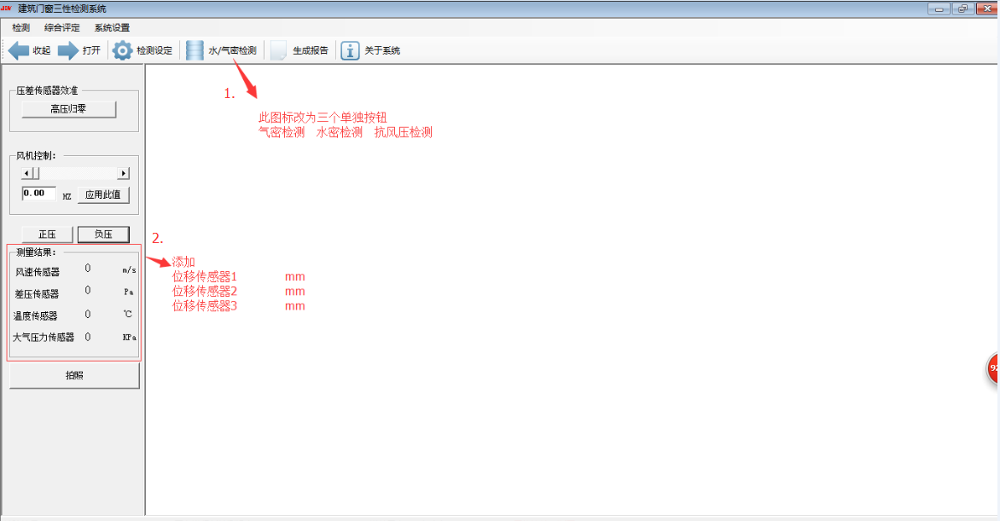 JDW 建筑门窗三性检测系统
检测 综合评定 系统设置
收起 打开 检测设定 水/气密检测 生成报告 关于系统
1.
此图标改为三个单独按钮
气密检测 水密检测 抗风压检测
压差传感器效准
高压归零
风机控制:
0.00 HZ 应用此值
正压 负压
2.
添加
位移传感器1 mm
位移传感器2 mm
位移传感器3 mm
测量结果:
风速传感器 0 m/s
差压传感器 0 Pa
温度传感器 0 ℃
大气压力传感器 0 KPa
拍照
92